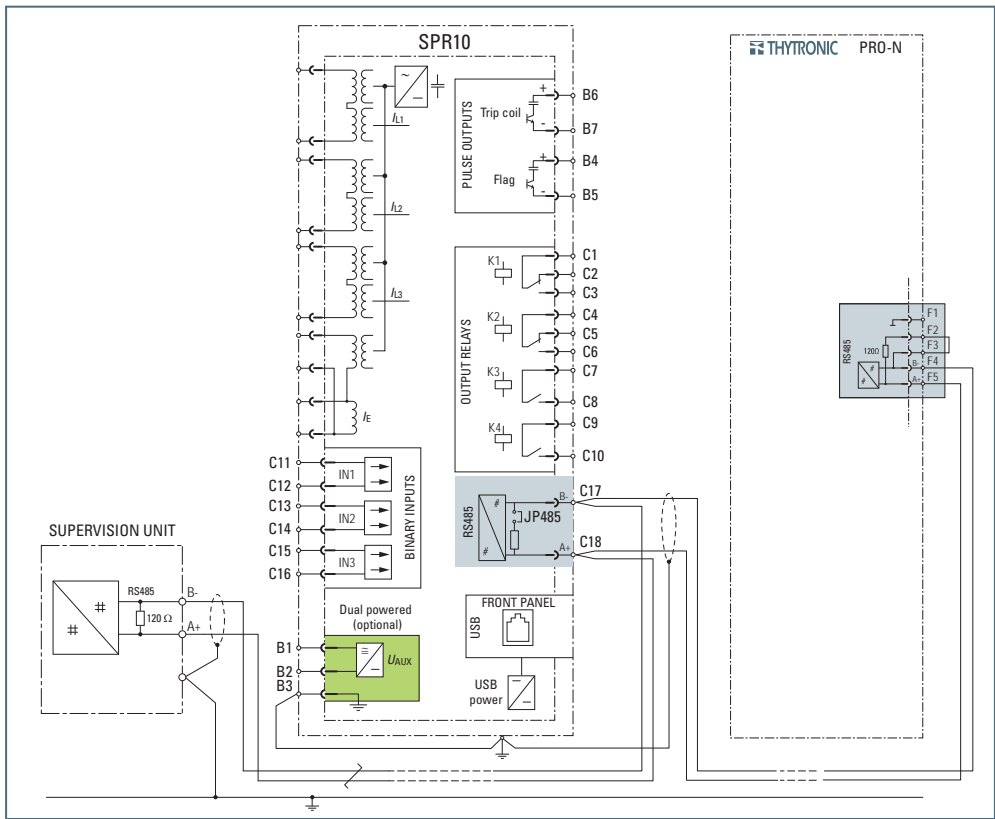 SPR10
THYTRONIC PRO-N
~
IL1
IL2
IL3
IE
PULSE OUTPUTS
Trip coil
+
-
B6
B7
Flag
+
-
B4
B5
OUTPUT RELAYS
K1
C1
C2
C3
K2
C4
C5
C6
K3
C7
C8
K4
C9
C10
RS485
120Ω
#
#
B-
A+
F1
F2
F3
F4
F5
C11
C12
C13
C14
C15
C16
IN1
IN2
IN3
BINARY INPUTS
RS485
#
#
JP485
B-
A+
C17
C18
SUPERVISION UNIT
#
#
RS485
120 Ω
B-
A+
Dual powered
(optional)
B1
B2
B3
UAUX
FRONT PANEL
USB
USB
power